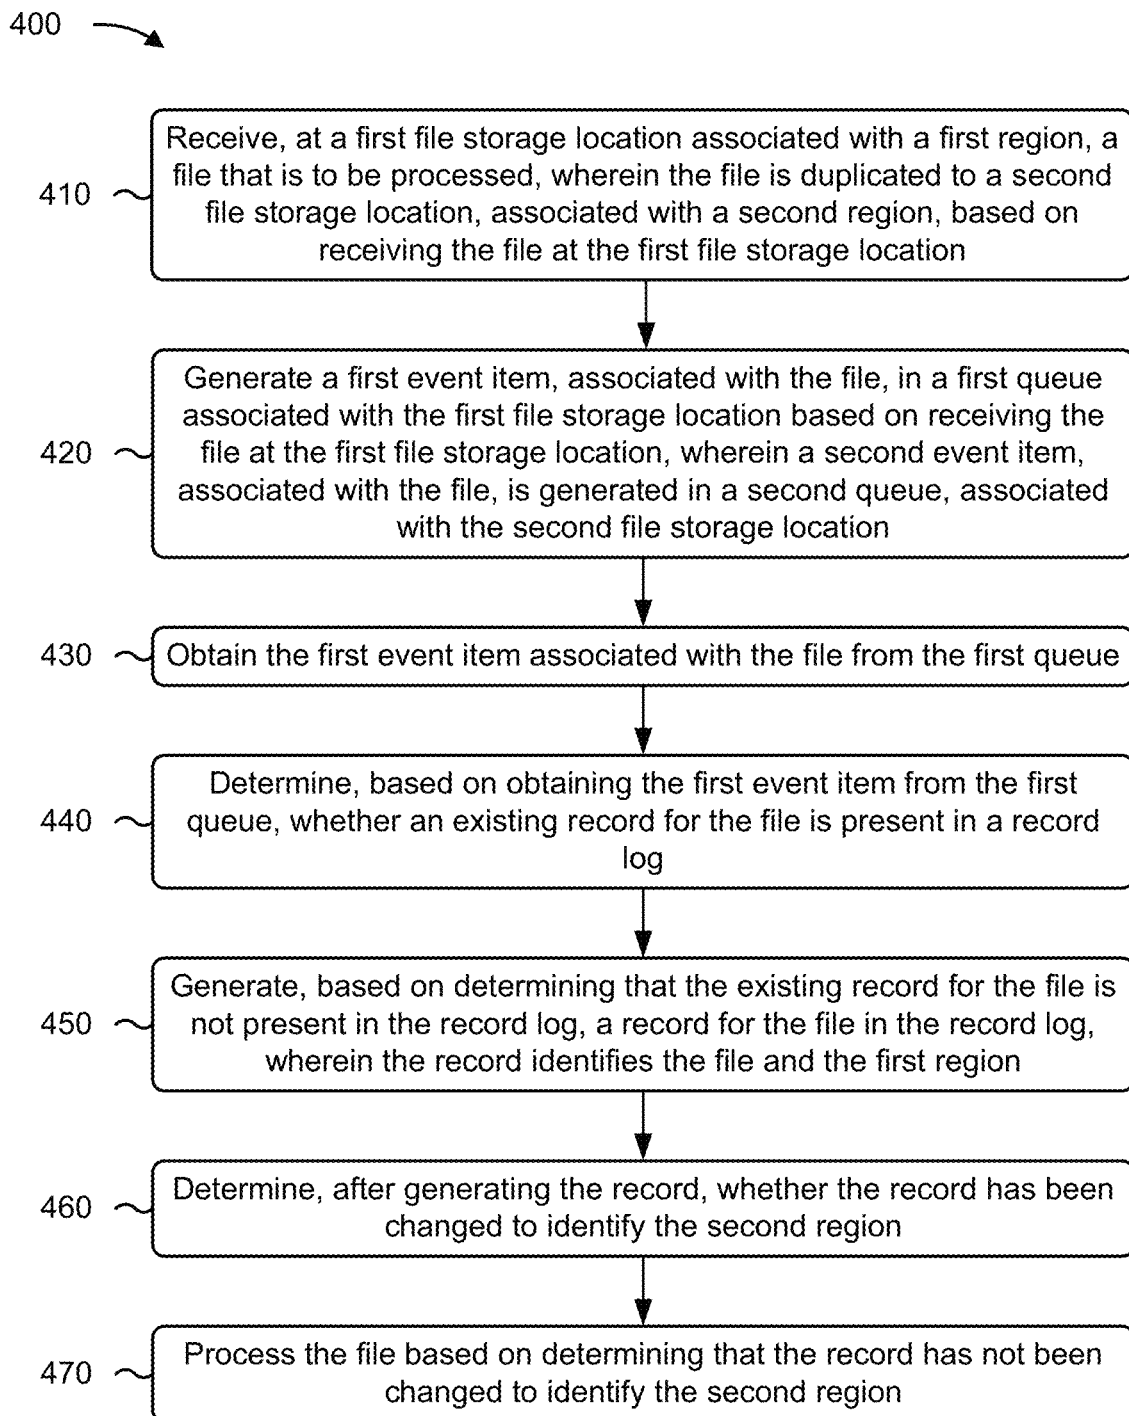 400
410
Receive, at a first file storage location associated with a first region, a
file that is to be processed, wherein the file is duplicated to a second
file storage location, associated with a second region, based on
receiving the file at the first file storage location
420
Generate a first event item, associated with the file, in a first queue
associated with the first file storage location based on receiving the
file at the first file storage location, wherein a second event item,
associated with the file, is generated in a second queue, associated
with the second file storage location
430
Obtain the first event item associated with the file from the first queue
440
Determine, based on obtaining the first event item from the first
queue, whether an existing record for the file is present in a record
log
450
Generate, based on determining that the existing record for the file is
not present in the record log, a record for the file in the record log,
wherein the record identifies the file and the first region
460
Determine, after generating the record, whether the record has been
changed to identify the second region
470
Process the file based on determining that the record has not been
changed to identify the second region